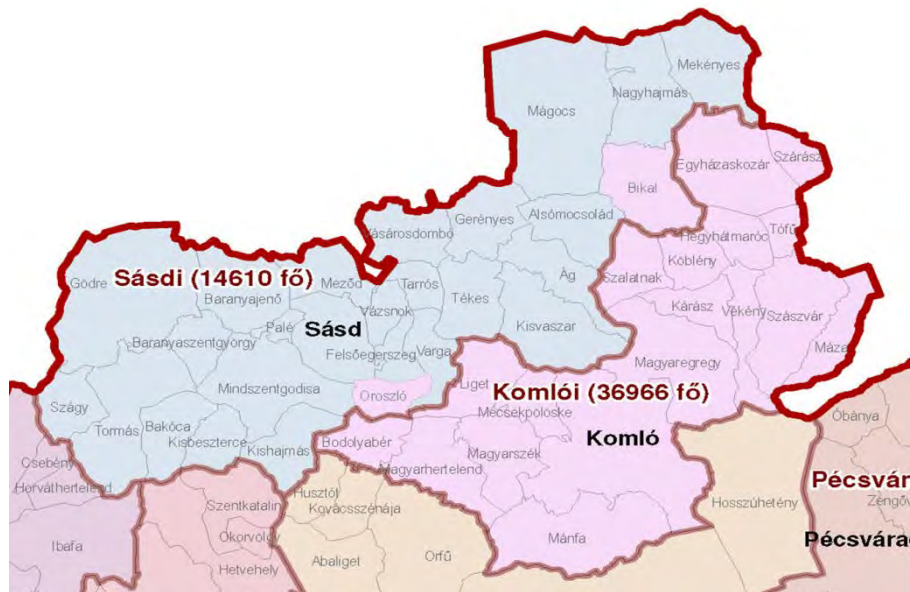 Mekényes
Nagyhajmás
Mágocs
Egyházaskozár
Szárász
Bikal
Gerényes
Alsómocsolád
Vásárosdombó
Tófű
Hegyhátmaróc
Köblény
Gödre
Sásdi (14610 fő)
Meződ
Tarrós
Ág
Szalatnak
Baranyajenő
Tékes
Kárász
Vékény
Szászvár
Vázsnok
Palé
Sásd
Kisvaszar
Baranyaszentgyörgy
Felsőegerszeg
Varga
Magyaregregy
Máza
Mindszentgodisa
Oroszló
Liget
Komlói (36966 fő)
Szágy
Mecsekpölöske
Óbánya
Tormás
Bakóca
Kisbeszterce
Komló
Kishajmás
Bodolyabér
Magyarszék
Csebény
Magyarhertelend
Horváthertelend
Pécsvár
Husztót
Szentkatalin
Hosszúhetény
Zengőv
Kovácsszénája
Okorvölgy
Mánfa
Pécsvárad
Ibafa
Orfű
Abaliget
Hetvehely